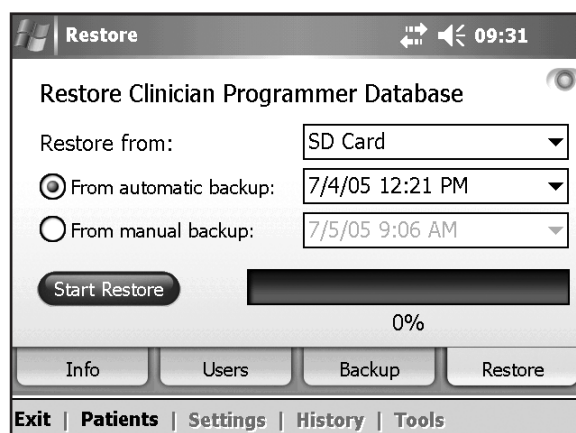 Restore 09:31
Restore Clinician Programmer Database
Restore from: SD Card
From automatic backup: 7/4/05 12:21 PM
From manual backup: 7/5/05 9:06 AM
Start Restore
0%
Info Users Backup Restore
Exit | Patients | Settings | History | Tools